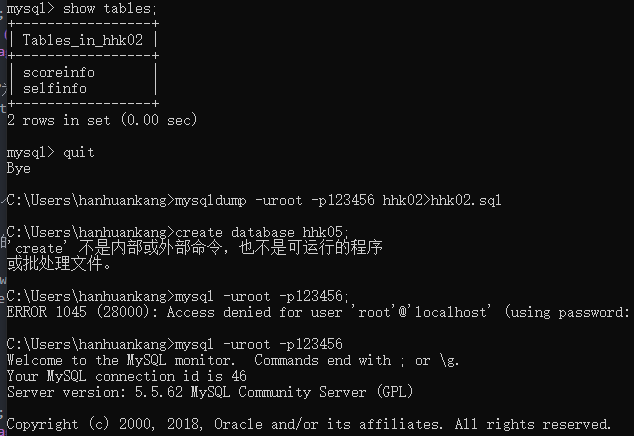 mysql> show tables;
+-----------------+
| Tables_in_hhk02 |
+-----------------+
| scoreinfo       |
| selfinfo        |
+-----------------+
2 rows in set (0.00 sec)
mysql> quit
Bye
C:\Users\hanhuankang>mysqldump -uroot -p123456 hhk02>hhk02.sql
C:\Users\hanhuankang>create database hhk05;
'create' 不是内部或外部命令，也不是可运行的程序
或批处理文件。
C:\Users\hanhuankang>mysql -uroot -p123456;
ERROR 1045 (28000): Access denied for user 'root'@'localhost' (using password:
C:\Users\hanhuankang>mysql -uroot -p123456
Welcome to the MySQL monitor.  Commands end with ; or \g.
Your MySQL connection id is 46
Server version: 5.5.62 MySQL Community Server (GPL)
Copyright (c) 2000, 2018, Oracle and/or its affiliates. All rights reserved.